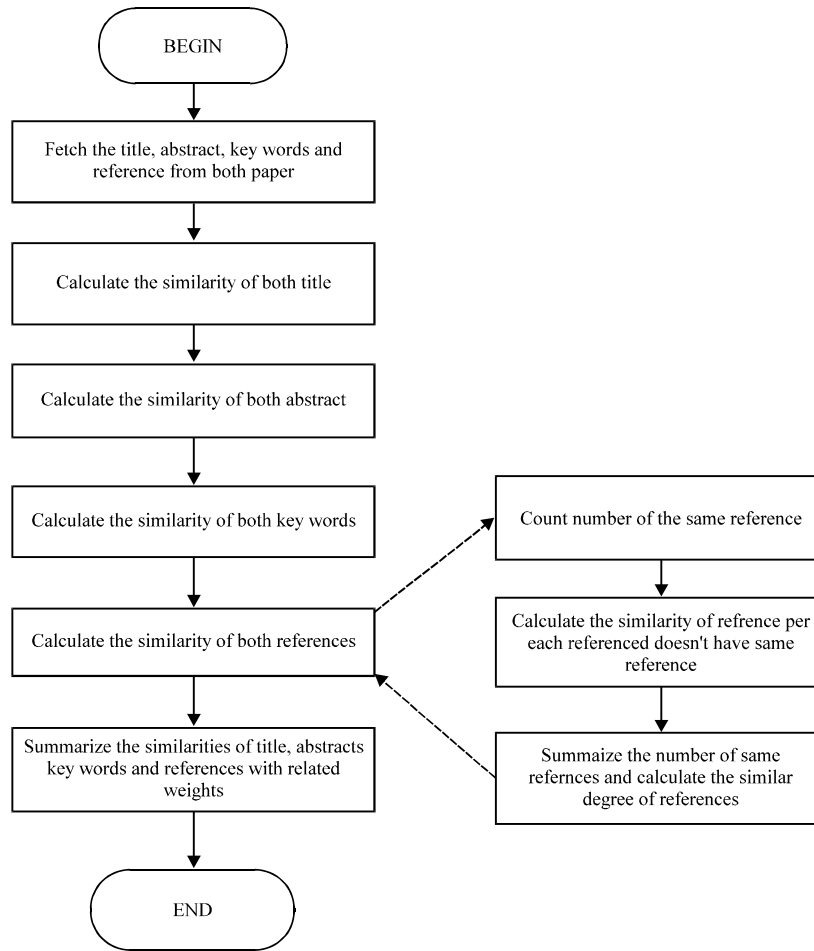 BEGIN
Fetch the title, abstract, key words and
reference from both paper
Calculate the similarity of both title
Calculate the similarity of both abstract
Calculate the similarity of both key words
Calculate the similarity of both references
Summarize the similarities of title, abstracts
key words and references with related
weights
END
Count number of the same reference
Calculate the similarity of refrence per
each referenced doesn't have same
reference
Summaize the number of same
refernces and calculate the similar
degree of references